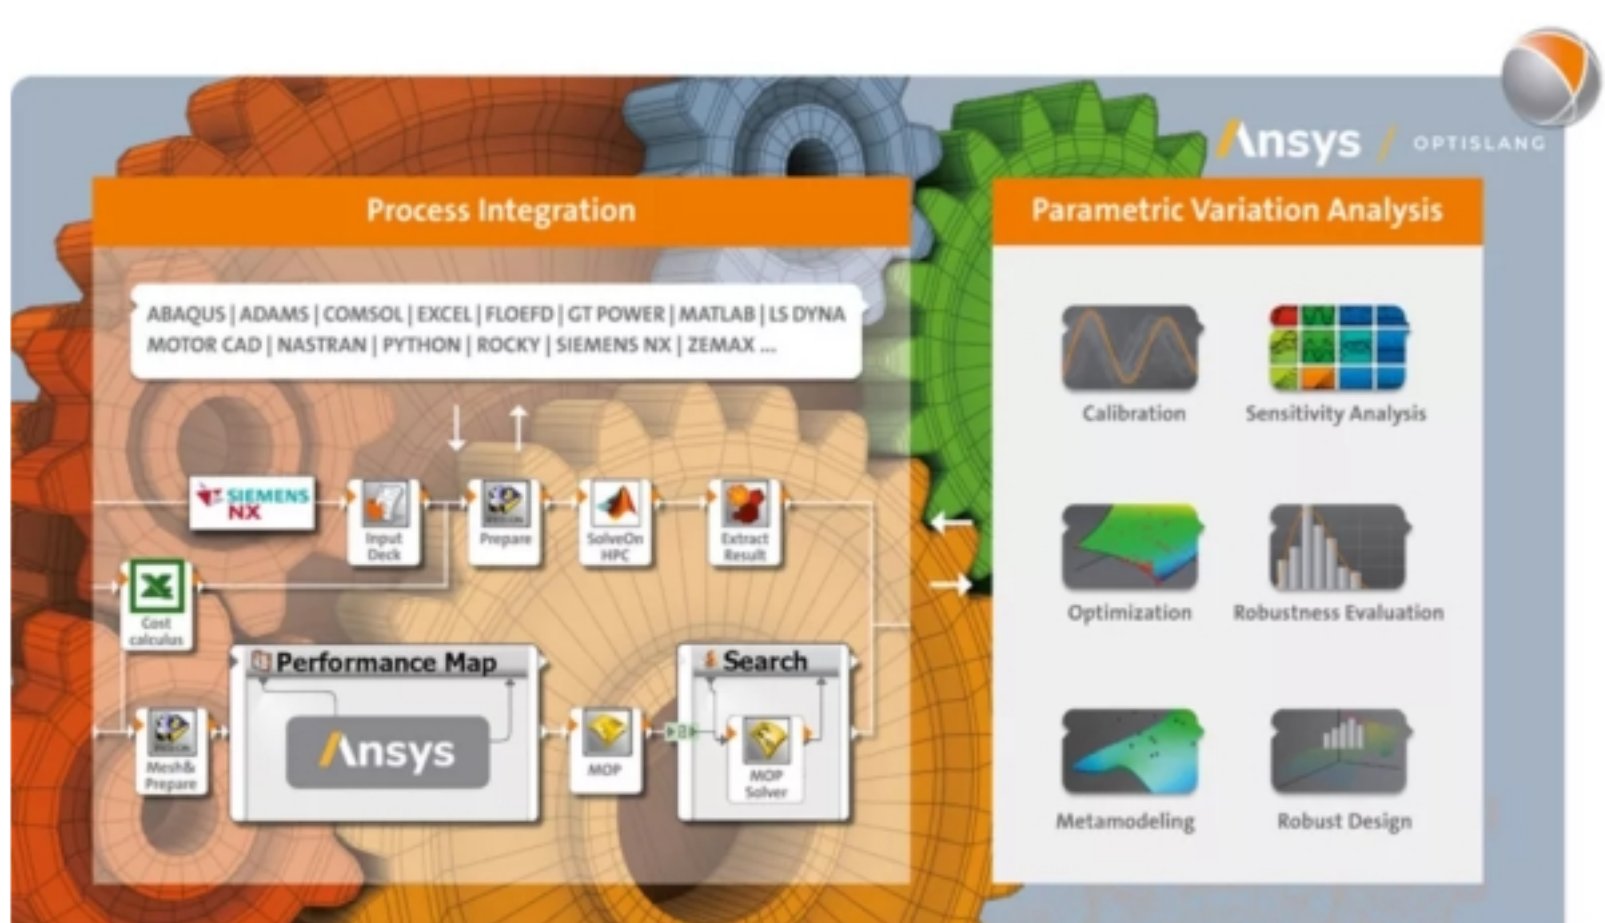 Ansys / OPTISLANG
Process Integration
ABAQUS | ADAMS | COMSOL | EXCEL | FLOEFD | GT POWER | MATLAB | LS DYNA
MOTOR CAD | NASTRAN | PYTHON | ROCKY | SIEMENS NX | ZEMAX ...
SIEMENS
NX
Input
Deck
Prepare
SolveOn
HPC
Extract
Result
Cost
calculus
Mesh&
Prepare
Performance Map
Ansys
MOP
Search
MOP
Solver
Parametric Variation Analysis
Calibration
Sensitivity Analysis
Optimization
Robustness Evaluation
Metamodeling
Robust Design